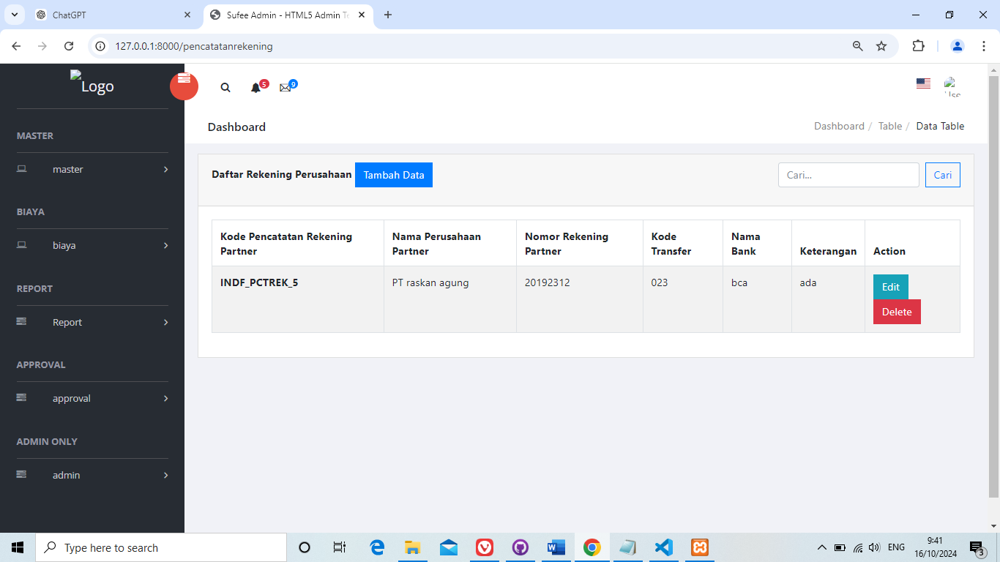 ChatGPT
Sufee Admin - HTML5 Admin Te
127.0.0.1:8000/pencatatanrekening
Logo
5
9
Use
Dashboard
Dashboard / Table / Data Table
MASTER
master
BIAYA
biaya
REPORT
Report
APPROVAL
approval
ADMIN ONLY
admin
Daftar Rekening Perusahaan Tambah Data
Cari... Cari
Kode Pencatatan Rekening Partner
Nama Perusahaan Partner
Nomor Rekening Partner
Kode Transfer
Nama Bank
Keterangan
Action
INDF_PCTREK_5 PT raskan agung 20192312 023 bca ada Edit
Delete
Type here to search
ENG
9:41
16/10/2024
3